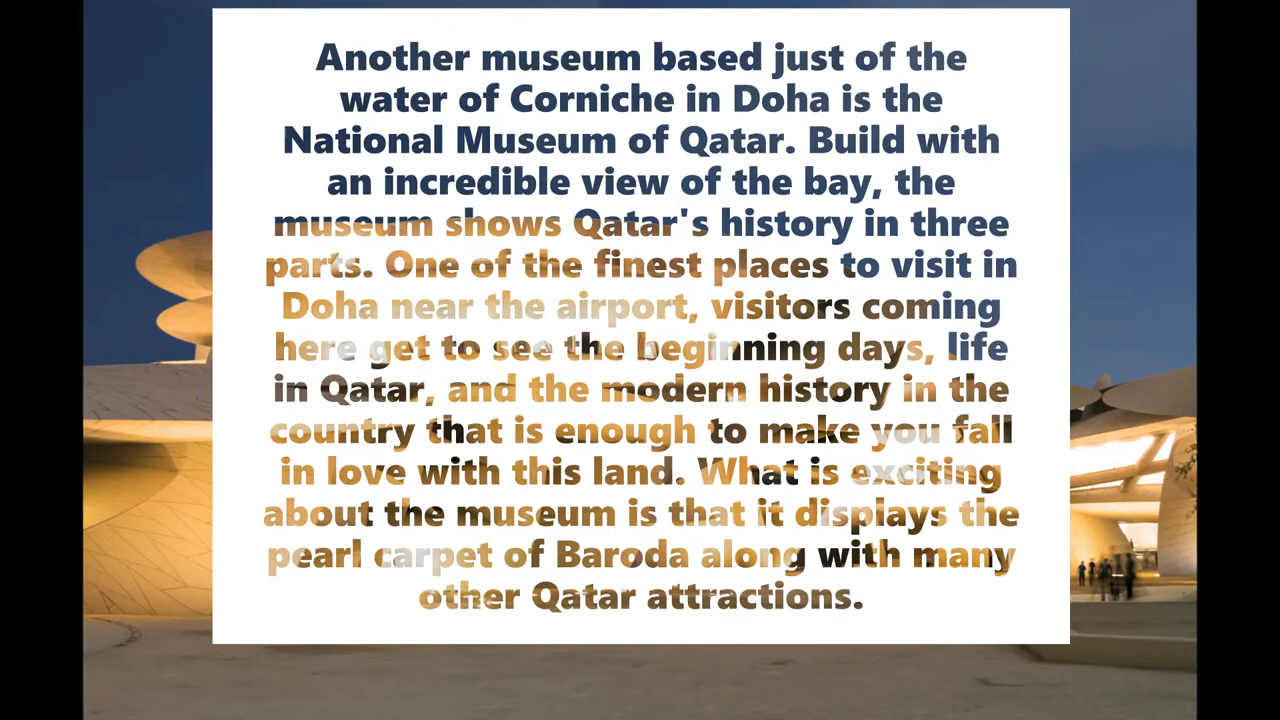 Another museum based just of the
water of Corniche in Doha is the
National Museum of Qatar. Build with
an incredible view of the bay, the
museum shows Qatar's history in three
parts. One of the finest places to visit in
Doha near the airport, visitors coming
here get to see the beginning days, life
in Qatar, and the modern history in the
country that is enough to make you fall
in love with this land. What is exciting
about the museum is that it displays the
pearl carpet of Baroda along with many
other Qatar attractions.